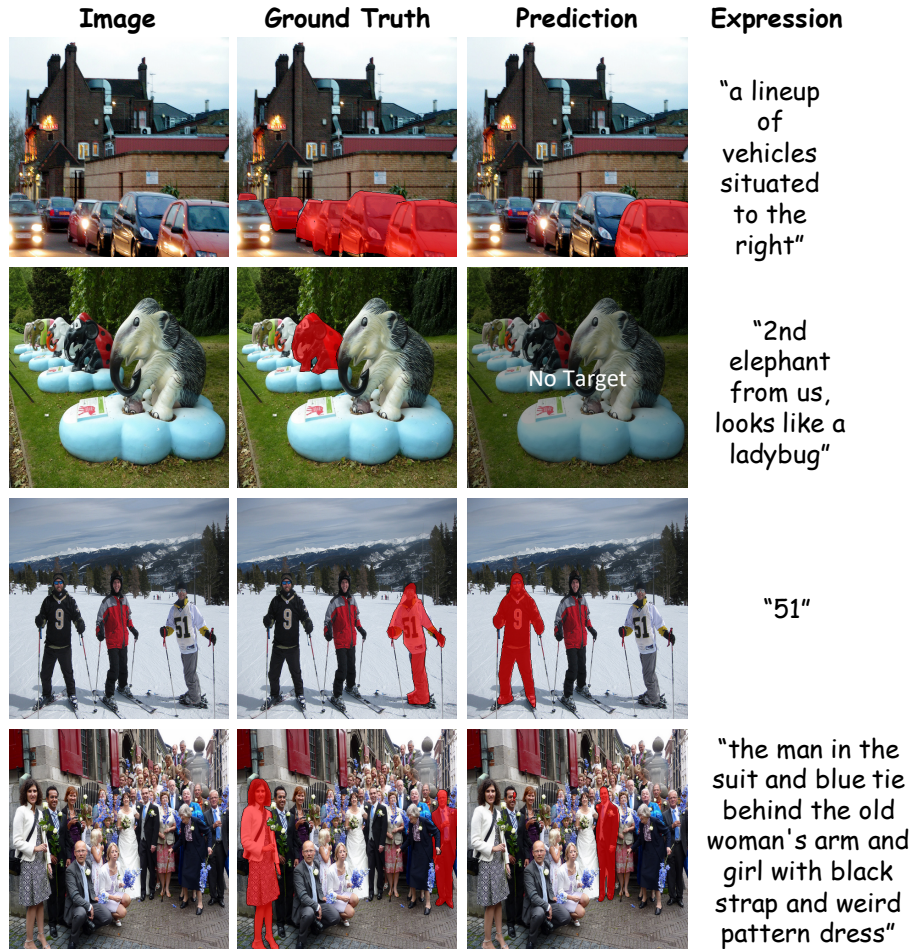 Image Ground Truth Prediction Expression
“a lineup
of
vehicles
situated
to the
right”
No Target
“2nd
elephant
from us,
looks like a
ladybug”
9 51
9 51
9 51
“51”
“the man in the
suit and blue tie
behind the old
woman's arm and
girl with black
strap and weird
pattern dress”